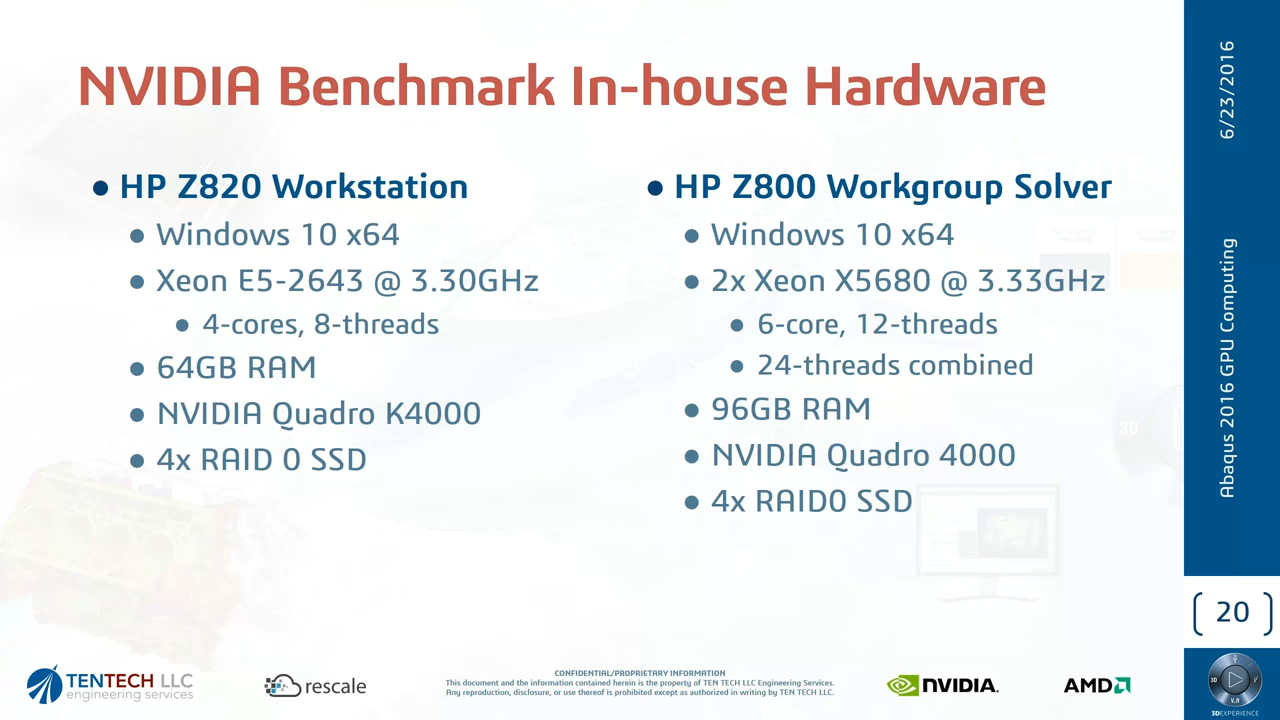 NVIDIA Benchmark In-house Hardware
● HP Z820 Workstation
● Windows 10 x64
● Xeon E5-2643 @ 3.30GHz
● 4-cores, 8-threads
● 64GB RAM
● NVIDIA Quadro K4000
● 4x RAID 0 SSD
● HP Z800 Workgroup Solver
● Windows 10 x64
● 2x Xeon X5680 @ 3.33GHz
● 6-core, 12-threads
● 24-threads combined
● 96GB RAM
● NVIDIA Quadro 4000
● 4x RAID0 SSD
6/23/2016
Abaqus 2016 GPU Computing
20
TENTECH LLC
engineering services
rescale
CONFIDENTIAL/PROPRIETARY INFORMATION
This document and the information contained herein is the property of TEN TECH LLC Engineering Services.
Any reproduction, disclosure, or use thereof is prohibited except as authorized in writing by TEN TECH LLC.
NVIDIA.
AMD
3D
V,R
3DEXPERIENCE
3D